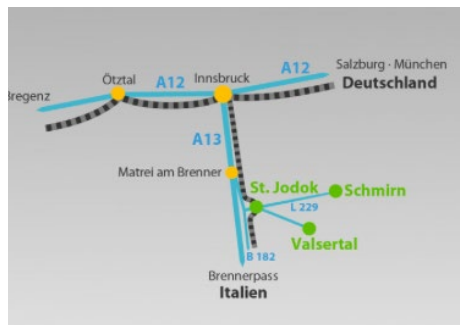 Salzburg · München
Deutschland
A12
Innsbruck
A12
Ötztal
Bregenz
A13
Matrei am Brenner
St. Jodok
Schmirn
L 229
Valsertal
B 182
Brennerpass
Italien